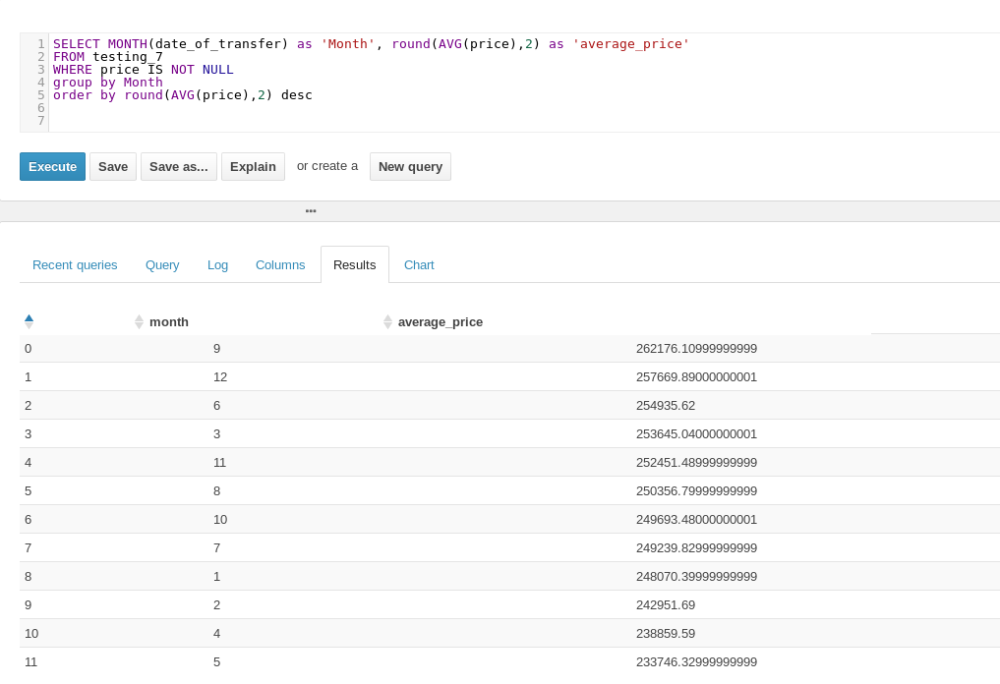 1 SELECT MONTH(date_of_transfer) as 'Month', round(AVG(price),2) as 'average_price'
2 FROM testing_7
3 WHERE price IS NOT NULL
4 group by Month
5 order by round(AVG(price),2) desc
6
7
Execute Save Save as... Explain or create a New query
Recent queries Query Log Columns Results Chart
month average_price
0 9 262176.10999999999
1 12 257669.89000000001
2 6 254935.62
3 3 253645.04000000001
4 11 252451.48999999999
5 8 250356.79999999999
6 10 249693.48000000001
7 7 249239.82999999999
8 1 248070.39999999999
9 2 242951.69
10 4 238859.59
11 5 233746.32999999999